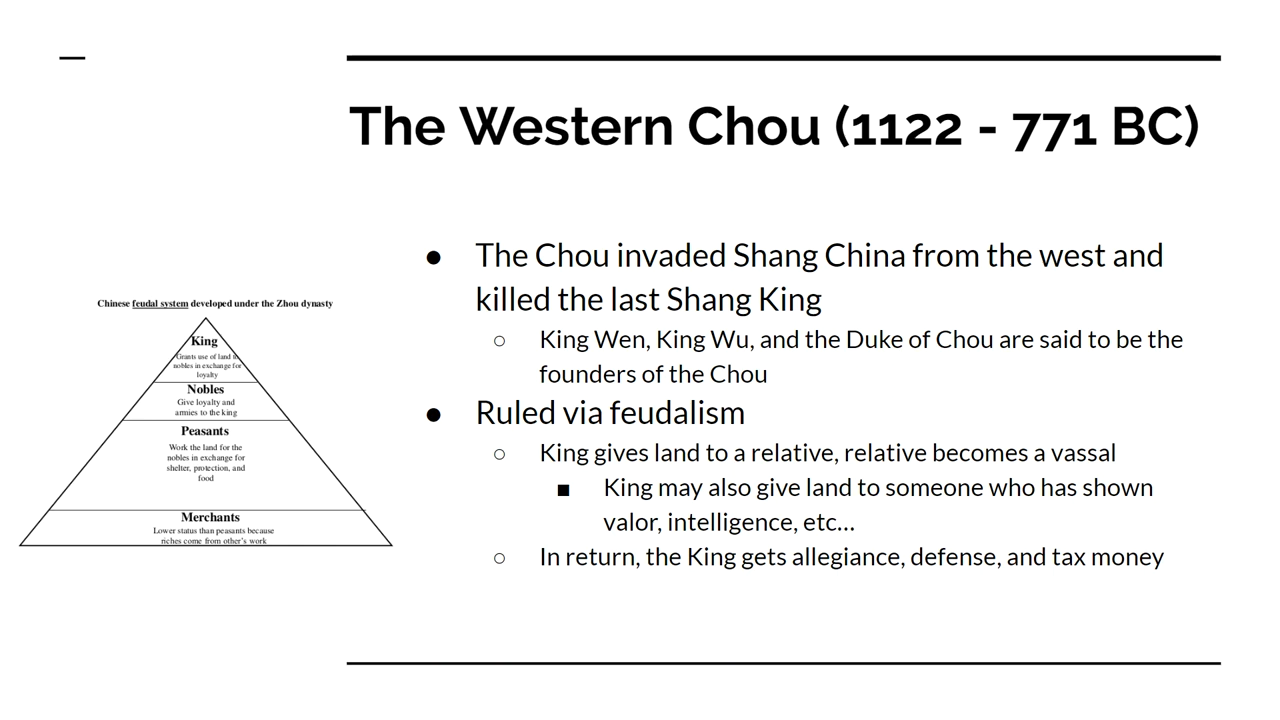 The Western Chou (1122 - 771 BC)
● The Chou invaded Shang China from the west and
killed the last Shang King
○ King Wen, King Wu, and the Duke of Chou are said to be the
founders of the Chou
● Ruled via feudalism
○ King gives land to a relative, relative becomes a vassal
■ King may also give land to someone who has shown
valor, intelligence, etc...
○ In return, the King gets allegiance, defense, and tax money
Chinese feudal system developed under the Zhou dynasty
King
Grants use of land to
nobles in exchange for
loyalty
Nobles
Give loyalty and
armies to the king
Peasants
Work the land for the
nobles in exchange for
shelter, protection, and
food
Merchants
Lower status than peasants because
riches come from other's work